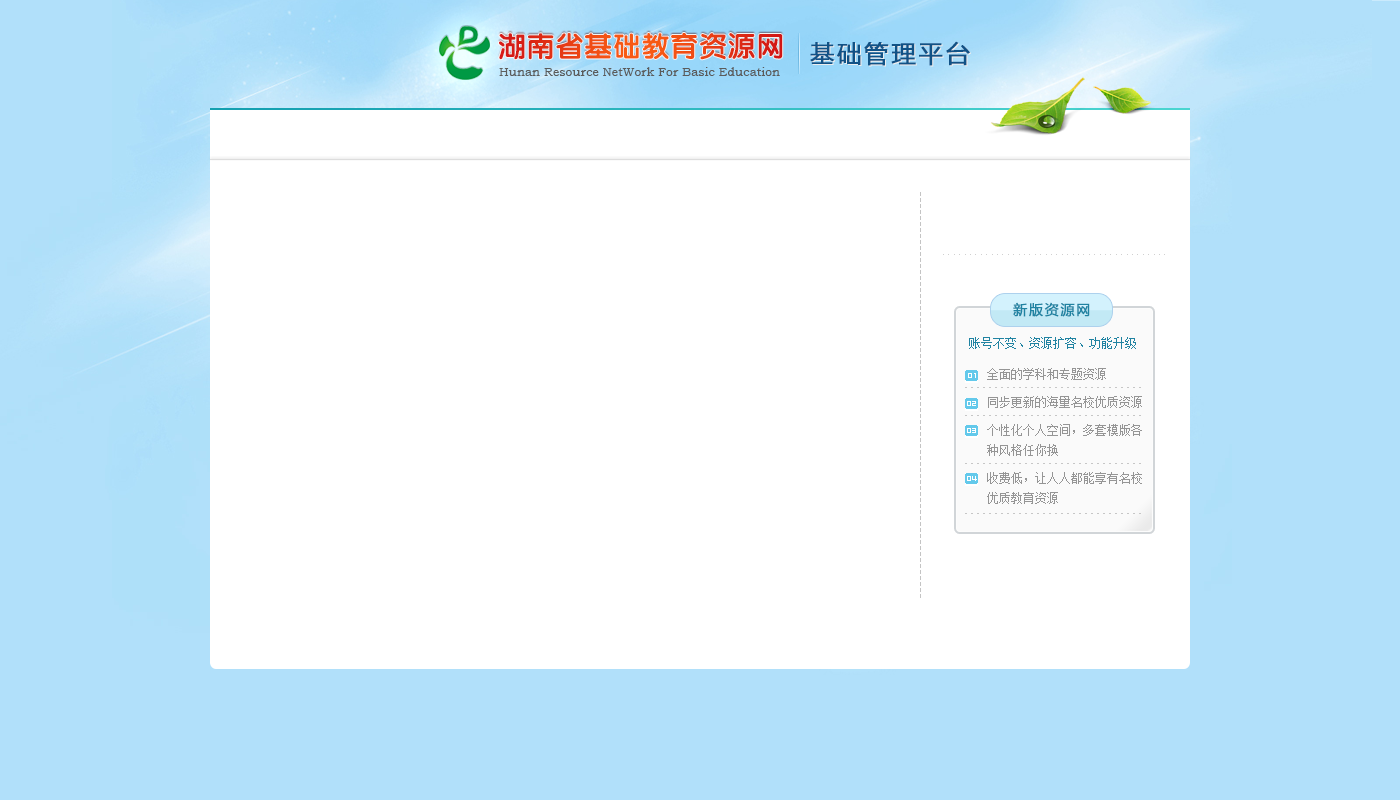 湖南省基础教育资源网
Hunan Resource NetWork For Basic Education
基础管理平台
新版资源网
账号不变、资源扩容、功能升级
01 全面的学科和专题资源
02 同步更新的海量名校优质资源
03 个性化个人空间，多套模版各
种风格任你换
04 收费低，让人人都能享有名校
优质教育资源